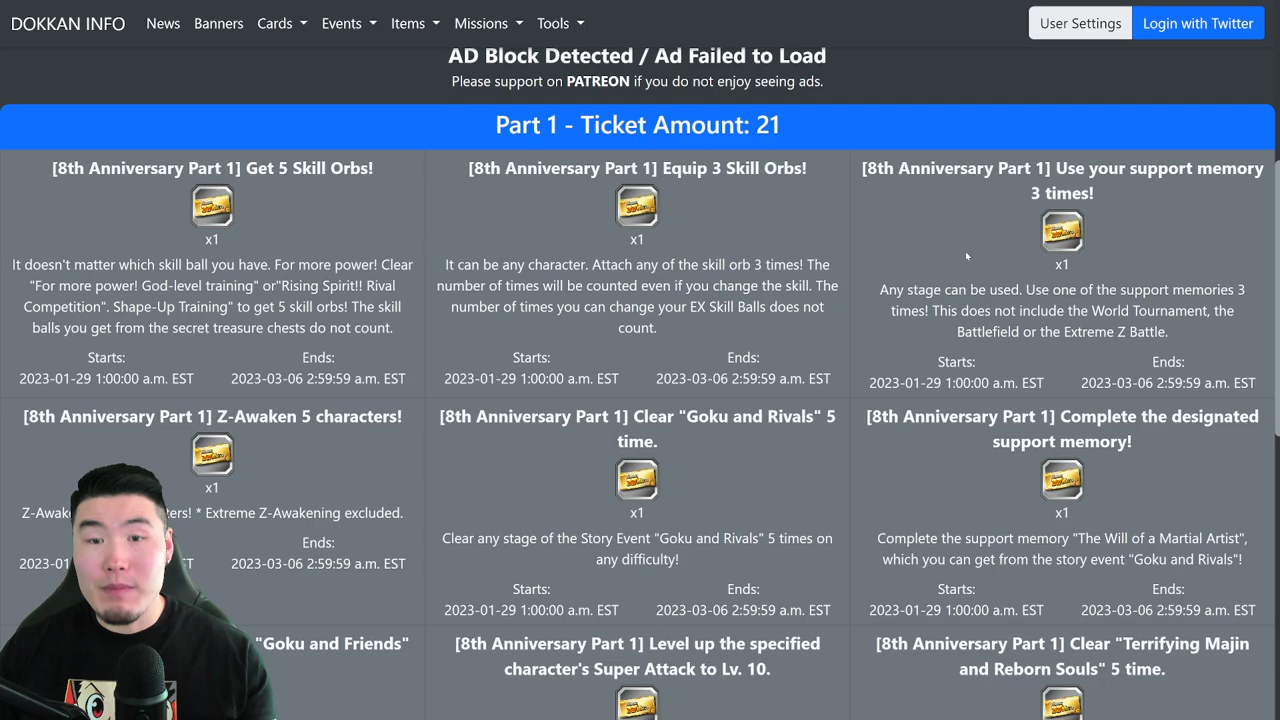 DOKKAN INFO
News
Banners
Cards
Events
Items
Missions
Tools
User Settings
Login with Twitter
AD Block Detected / Ad Failed to Load
Please support on PATREON if you do not enjoy seeing ads.
Part 1 - Ticket Amount: 21
[8th Anniversary Part 1] Get 5 Skill Orbs!
x1
It doesn't matter which skill ball you have. For more power! Clear
"For more power! God-level training" or"Rising Spirit!! Rival
Competition". Shape-Up Training" to get 5 skill orbs! The skill
balls you get from the secret treasure chests do not count.
Starts:
Ends:
2023-01-29 1:00:00 a.m. EST
2023-03-06 2:59:59 a.m. EST
[8th Anniversary Part 1] Equip 3 Skill Orbs!
x1
It can be any character. Attach any of the skill orb 3 times! The
number of times will be counted even if you change the skill. The
number of times you can change your EX Skill Balls does not
count.
Starts:
Ends:
2023-01-29 1:00:00 a.m. EST
2023-03-06 2:59:59 a.m. EST
[8th Anniversary Part 1] Use your support memory
3 times!
x1
Any stage can be used. Use one of the support memories 3
times! This does not include the World Tournament, the
Battlefield or the Extreme Z Battle.
Starts:
Ends:
2023-01-29 1:00:00 a.m. EST
2023-03-06 2:59:59 a.m. EST
[8th Anniversary Part 1] Z-Awaken 5 characters!
x1
Z-Awak ters! * Extreme Z-Awakening excluded.
Ends:
2023-01 ST
2023-03-06 2:59:59 a.m. EST
[8th Anniversary Part 1] Clear "Goku and Rivals" 5
time.
x1
Clear any stage of the Story Event "Goku and Rivals" 5 times on
any difficulty!
Starts:
Ends:
2023-01-29 1:00:00 a.m. EST
2023-03-06 2:59:59 a.m. EST
[8th Anniversary Part 1] Complete the designated
support memory!
x1
Complete the support memory "The Will of a Martial Artist",
which you can get from the story event "Goku and Rivals"!
Starts:
Ends:
2023-01-29 1:00:00 a.m. EST
2023-03-06 2:59:59 a.m. EST
"Goku and Friends"
[8th Anniversary Part 1] Level up the specified
character's Super Attack to Lv. 10.
[8th Anniversary Part 1] Clear "Terrifying Majin
and Reborn Souls" 5 time.